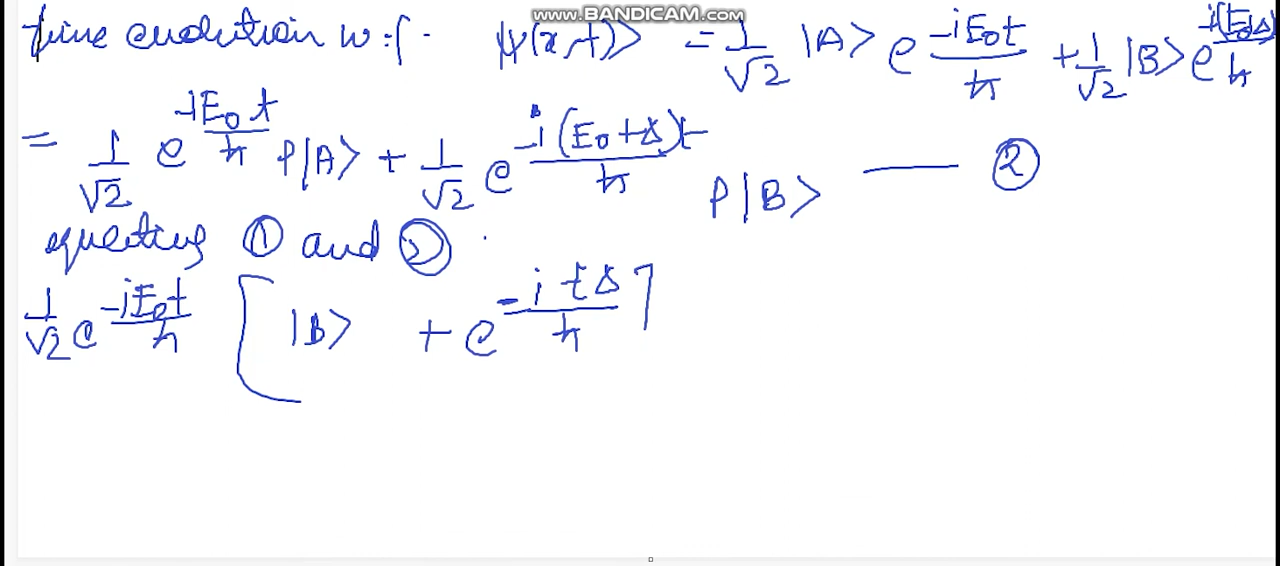 www.BANDICAM.com
time evolution w.f. |ψ(x,t)> = 1/√2 |A> e^(-iE₀t/ħ) + 1/√2 |B> e^(-i(E₀+Δ)/ħ)
= 1/√2 e^(-iE₀t/ħ) P|A> + 1/√2 e^(-i(E₀+Δ)t/ħ) P|B> —— ②
equating ① and ②
1/√2 e^(-iE₀t/ħ) [ |B> + e^(-itΔ/ħ) ]